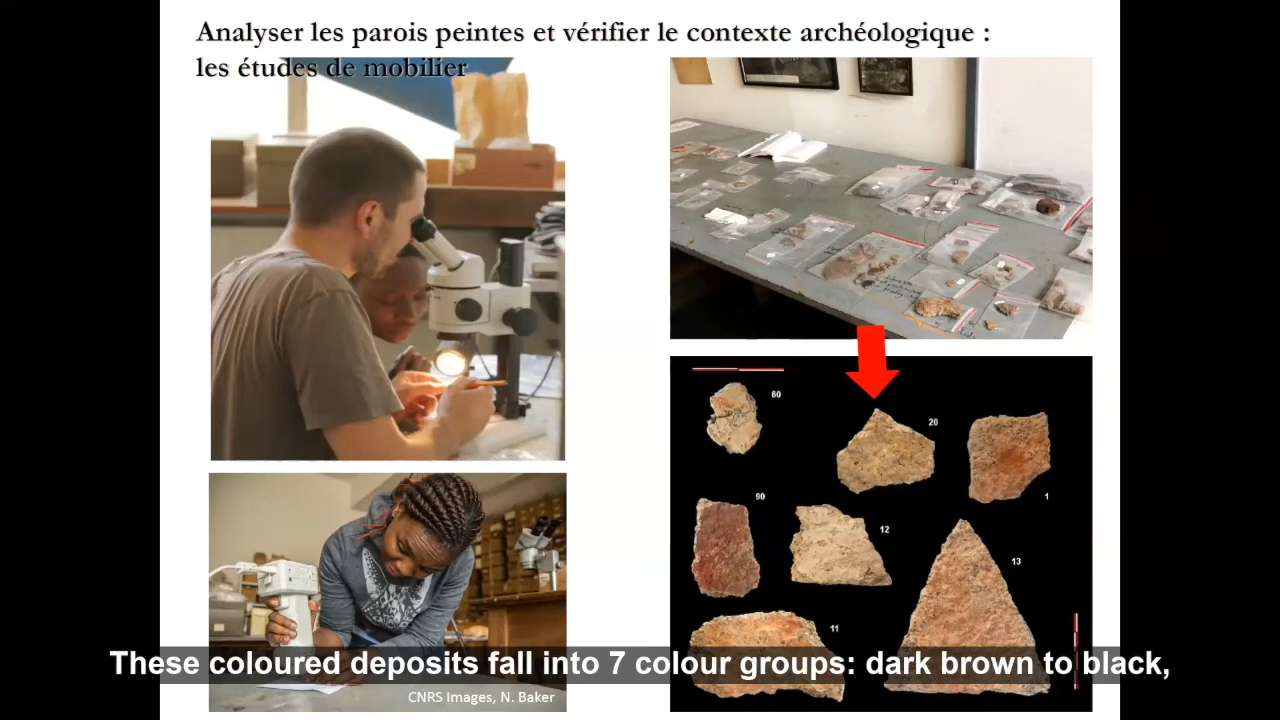 Analyser les parois peintes et vérifier le contexte archéologique :
les études de mobilier
60
20
1
90
12
13
11
These coloured deposits fall into 7 colour groups: dark brown to black,
CNRS Images, N. Baker